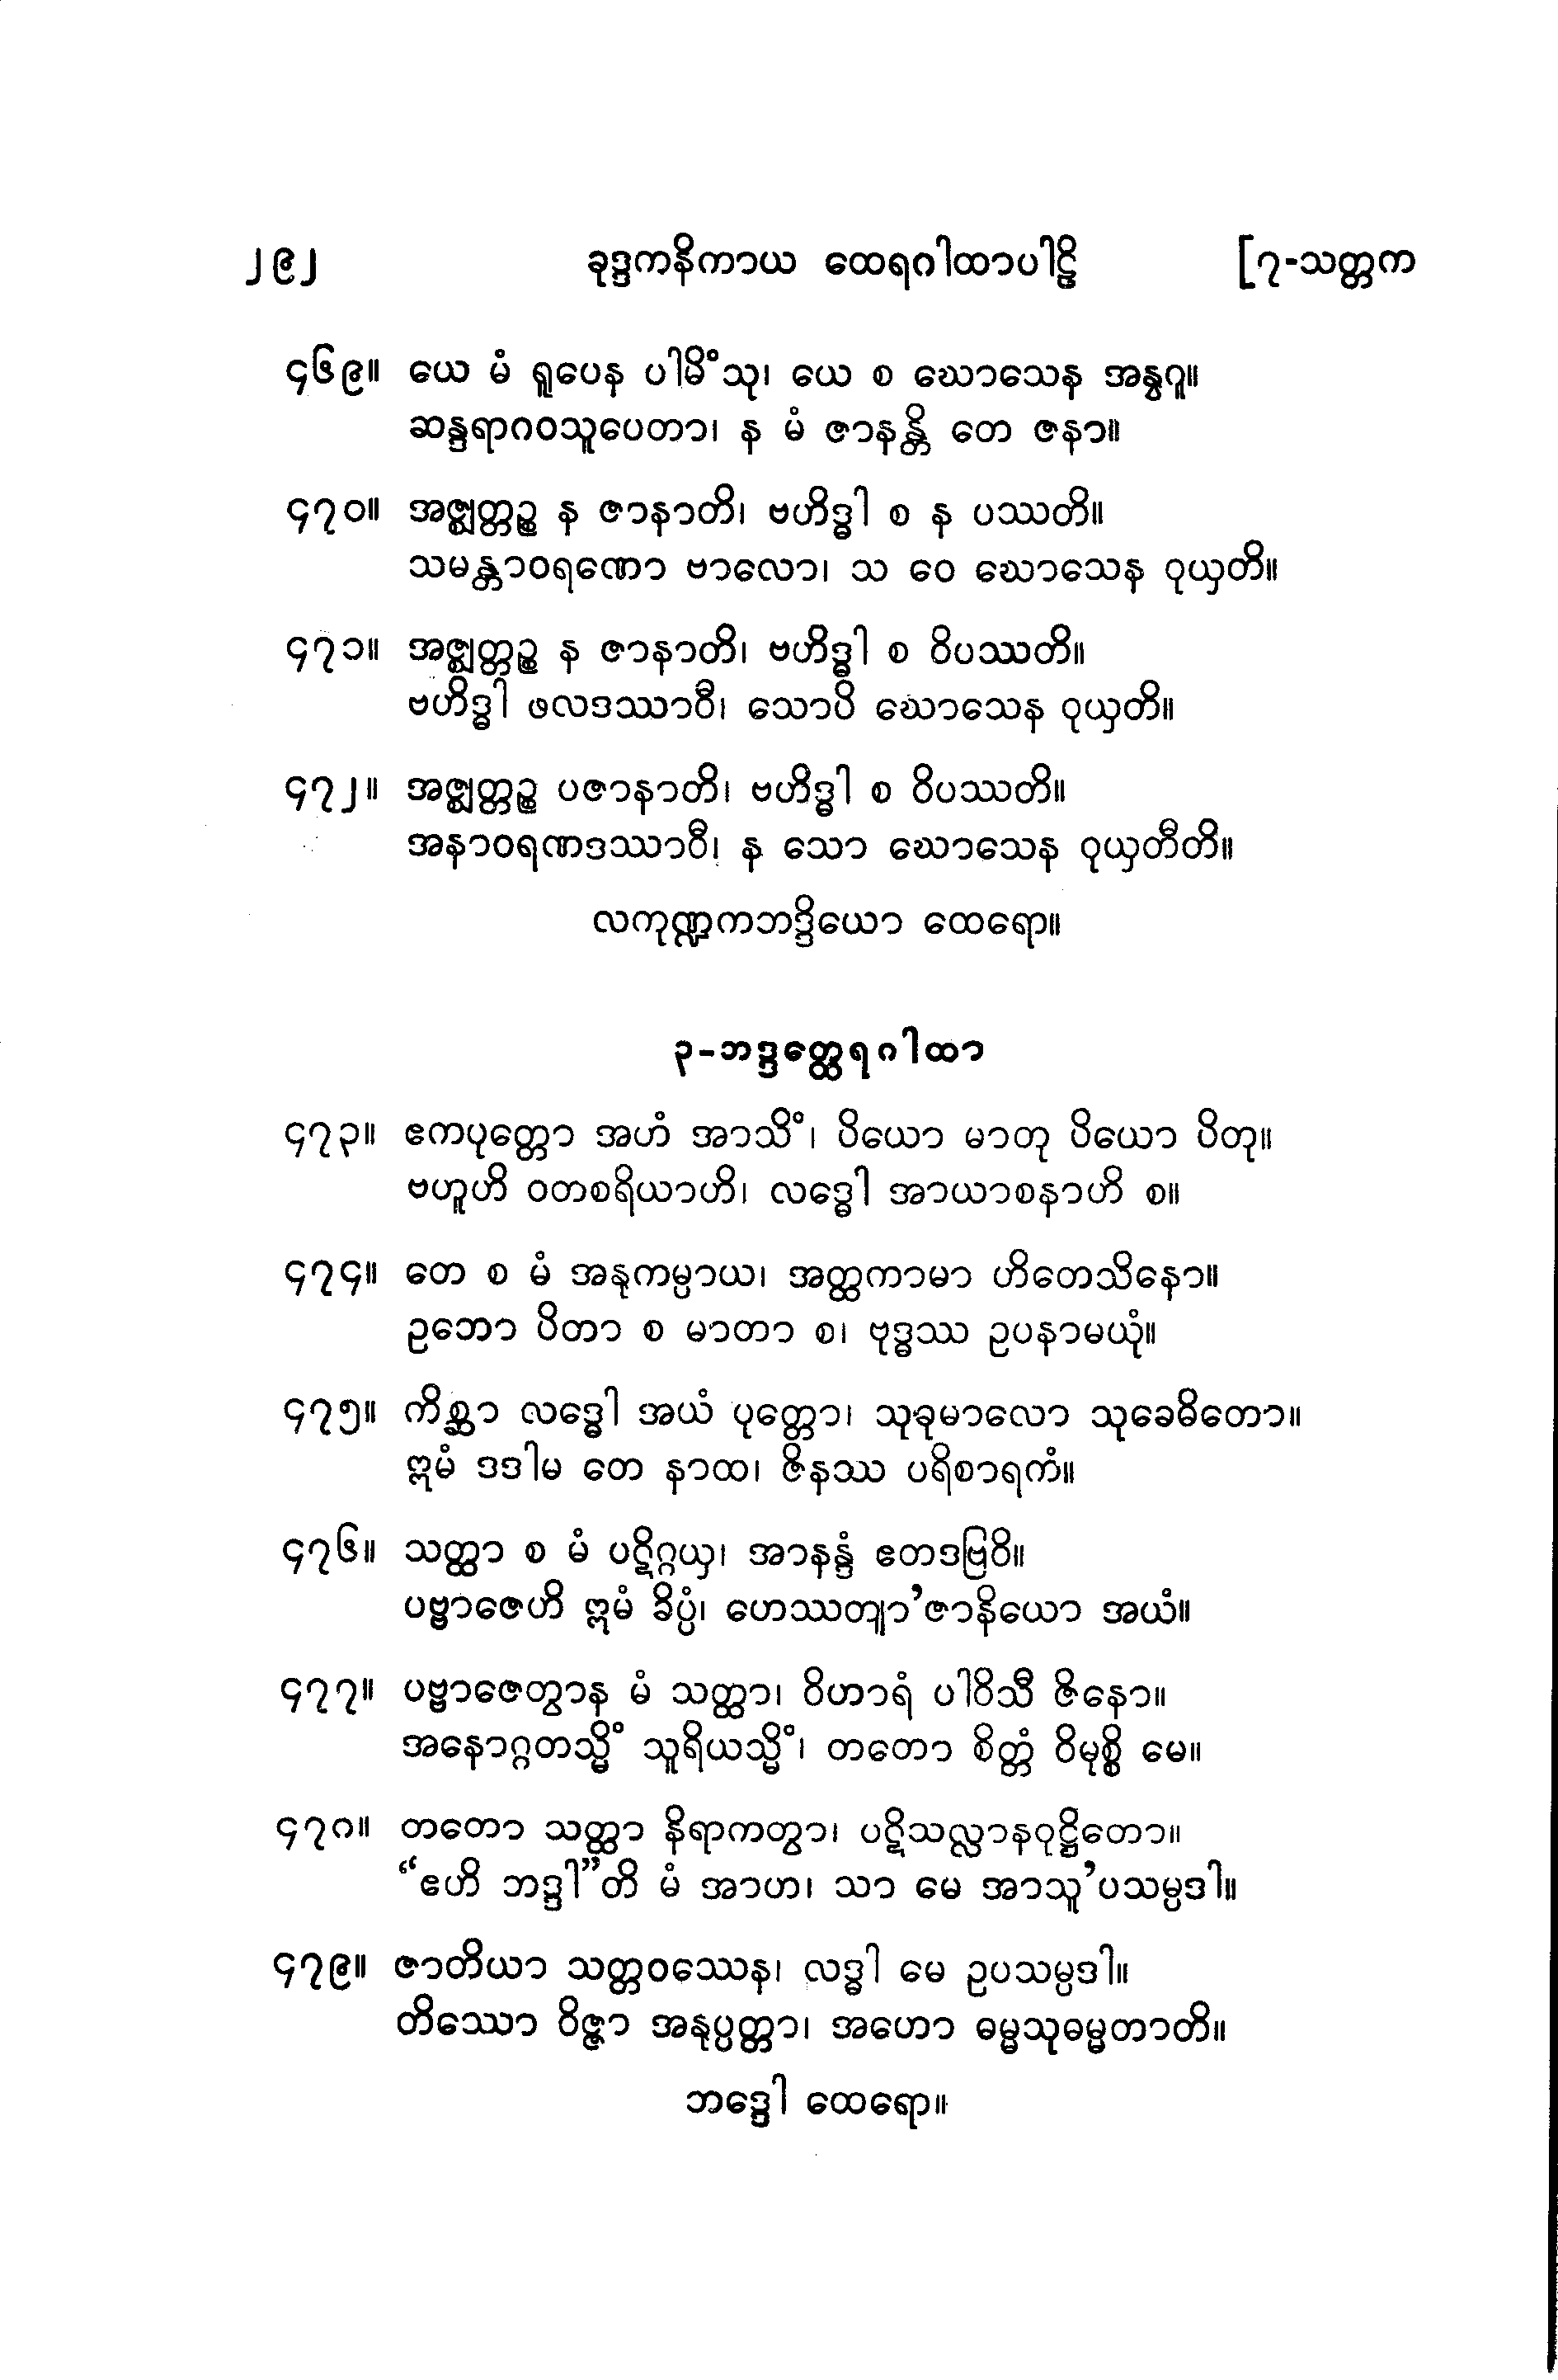 ၂၉၂ ခုဒ္ဒကနိကာယ ထေရဂါထာပါဠိ [၇-သတ္တက
၄၆၉။ ယေ မံ ရူပေန ပါမိံသု၊ ယေ စ ဃောသေန အနွဂူ။
ဆန္ဒရာဂဝသူပေတာ၊ န မံ ဇာနန္တိ တေ ဇနာ။
၄၇၀။ အဇ္ဈတ္တဉ္စ န ဇာနာတိ၊ ဗဟိဒ္ဓါ စ န ပဿတိ။
သမန္တာဝရဏော ဗာလော၊ သ ဝေ ဃောသေန ဝုယှတိ။
၄၇၁။ အဇ္ဈတ္တဉ္စ န ဇာနာတိ၊ ဗဟိဒ္ဓါ စ ဝိပဿတိ။
ဗဟိဒ္ဓါ ဖလဒဿာဝီ၊ သောပိ ဃောသေန ဝုယှတိ။
၄၇၂။ အဇ္ဈတ္တဉ္စ ပဇာနာတိ၊ ဗဟိဒ္ဓါ စ ဝိပဿတိ။
အနာဝရဏဒဿာဝီ၊ န သော ဃောသေန ဝုယှတီတိ။
လကုဏ္ဍကဘဒ္ဒိယော ထေရော။
၃-ဘဒ္ဒတ္ထေရဂါထာ
၄၇၃။ ဧကပုတ္တော အဟံ အာသိံ၊ ပိယော မာတု ပိယော ပိတု။
ဗဟူဟိ ဝတစရိယာဟိ၊ လဒ္ဓေါ အာယာစနာဟိ စ။
၄၇၄။ တေ စ မံ အနုကမ္ပာယ၊ အတ္ထကာမာ ဟိတေသိနော။
ဥဘော ပိတာ စ မာတာ စ၊ ဗုဒ္ဓဿ ဥပနာမယုံ။
၄၇၅။ ကိစ္ဆာ လဒ္ဓေါ အယံ ပုတ္တော၊ သုခုမာလော သုခေဓိတော။
ဣမံ ဒဒါမ တေ နာထ၊ ဇိနဿ ပရိစာရကံ။
၄၇၆။ သတ္ထာ စ မံ ပဋိဂ္ဂယှ၊ အာနန္ဒံ ဧတဒဗြဝိ။
ပဗ္ဗာဇေဟိ ဣမံ ခိပ္ပံ၊ ဟေဿတျာ’ဇာနိယော အယံ။
၄၇၇။ ပဗ္ဗာဇေတွာန မံ သတ္ထာ၊ ဝိဟာရံ ပါဝိသီ ဇိနော။
အနောဂ္ဂတသ္မိံ သူရိယသ္မိံ၊ တတော စိတ္တံ ဝိမုစ္စိ မေ။
၄၇၈။ တတော သတ္ထာ နိရာကတွာ၊ ပဋိသလ္လာနဝုဋ္ဌိတော။
“ဧဟိ ဘဒ္ဒါ”တိ မံ အာဟ၊ သာ မေ အာသူ’ပသမ္ပဒါ။
၄၇၉။ ဇာတိယာ သတ္တဝဿေန၊ လဒ္ဓါ မေ ဥပသမ္ပဒါ။
တိဿော ဝိဇ္ဇာ အနုပ္ပတ္တာ၊ အဟော ဓမ္မသုဓမ္မတာတိ။
ဘဒ္ဒေါ ထေရော။